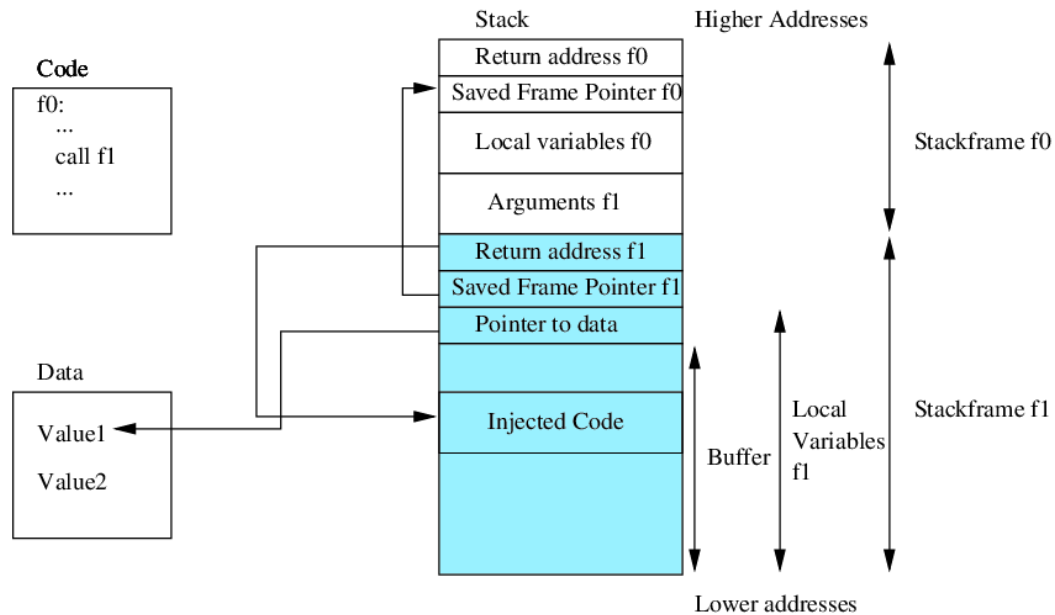 Stack
Higher Addresses
Code
f0:
...
call f1
...
Return address f0
Saved Frame Pointer f0
Local variables f0
Arguments f1
Stackframe f0
Return address f1
Saved Frame Pointer f1
Pointer to data
Injected Code
Data
Value1
Value2
Buffer
Local
Variables
f1
Stackframe f1
Lower addresses